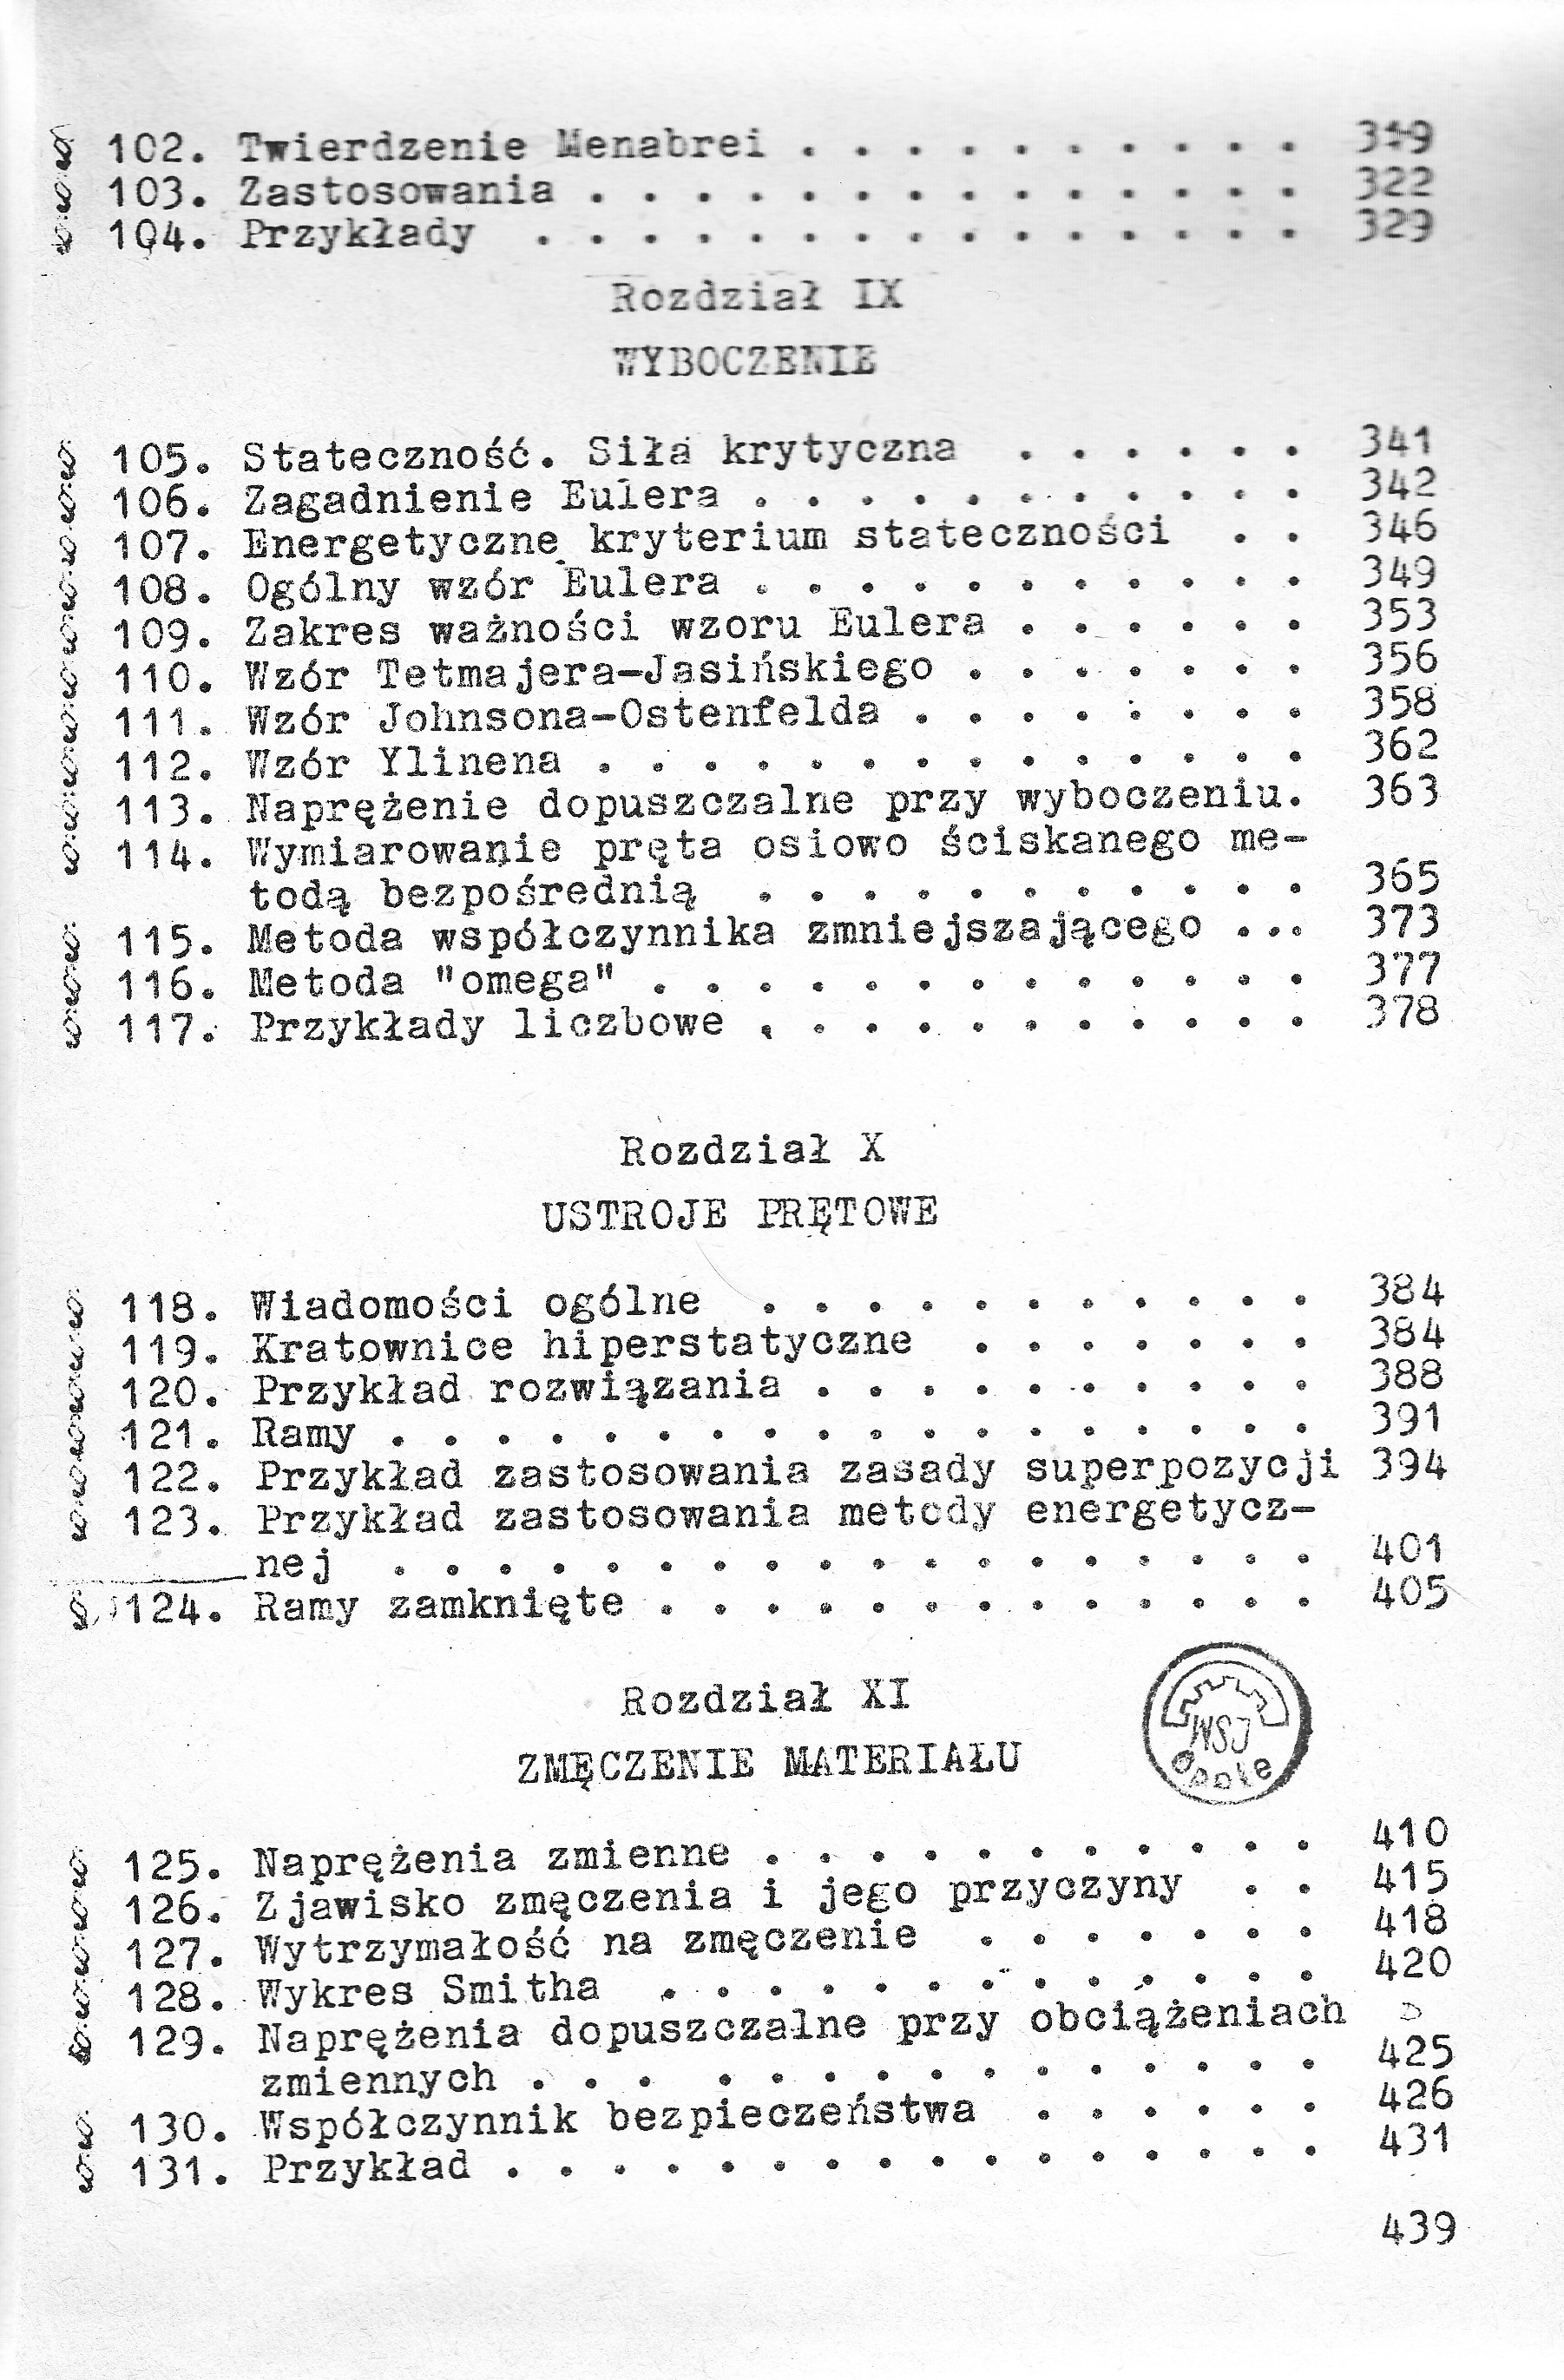 § 102. Twierdzenie Menabrei . . . . . . . . . . 319
§ 103. Zastosowania . . . . . . . . . . . . . . 322
§ 104. Przykłady . . . . . . . . . . . . . . . 329
Rozdział IX
WYBOCZENIE
§ 105. Stateczność. Siła krytyczna . . . . . . 341
§ 106. Zagadnienie Eulera . . . . . . . . . . . 342
§ 107. Energetyczne kryterium stateczności . . 346
§ 108. Ogólny wzór Eulera . . . . . . . . . . . 349
§ 109. Zakres ważności wzoru Eulera . . . . . . 353
§ 110. Wzór Tetmajera-Jasińskiego . . . . . . . 356
§ 111. Wzór Johnsona-Ostenfelda . . . . . . . . 358
§ 112. Wzór Ylinena . . . . . . . . . . . . . . 362
§ 113. Naprężenie dopuszczalne przy wyboczeniu. 363
§ 114. Wymiarowanie pręta osiowo ściskanego me-
todą bezpośrednią . . . . . . . . . . . 365
§ 115. Metoda współczynnika zmniejszającego ... 373
§ 116. Metoda "omega" . . . . . . . . . . . . . 377
§ 117. Przykłady liczbowe . . . . . . . . . . . 378
Rozdział X
USTROJE PRĘTOWE
§ 118. Wiadomości ogólne . . . . . . . . . . . 384
§ 119. Kratownice hiperstatyczne . . . . . . . 384
§ 120. Przykład rozwiązania . . . . . . . . . . 388
§ 121. Ramy . . . . . . . . . . . . . . . . . . 391
§ 122. Przykład zastosowania zasady superpozycji 394
§ 123. Przykład zastosowania metody energetycz-
nej . . . . . . . . . . . . . . . . . . 401
§ 124. Ramy zamknięte . . . . . . . . . . . . . 405
Rozdział XI
WSI
Opole
ZMĘCZENIE MATERIAŁU
§ 125. Naprężenia zmienne . . . . . . . . . . . 410
§ 126. Zjawisko zmęczenia i jego przyczyny . . 415
§ 127. Wytrzymałość na zmęczenie . . . . . . . 418
§ 128. Wykres Smitha . . . . . . . . . . . . . 420
§ 129. Naprężenia dopuszczalne przy obciążeniach
zmiennych . . . . . . . . . . . . . . . 425
§ 130. Współczynnik bezpieczeństwa . . . . . . 426
§ 131. Przykład . . . . . . . . . . . . . . . . 431
439